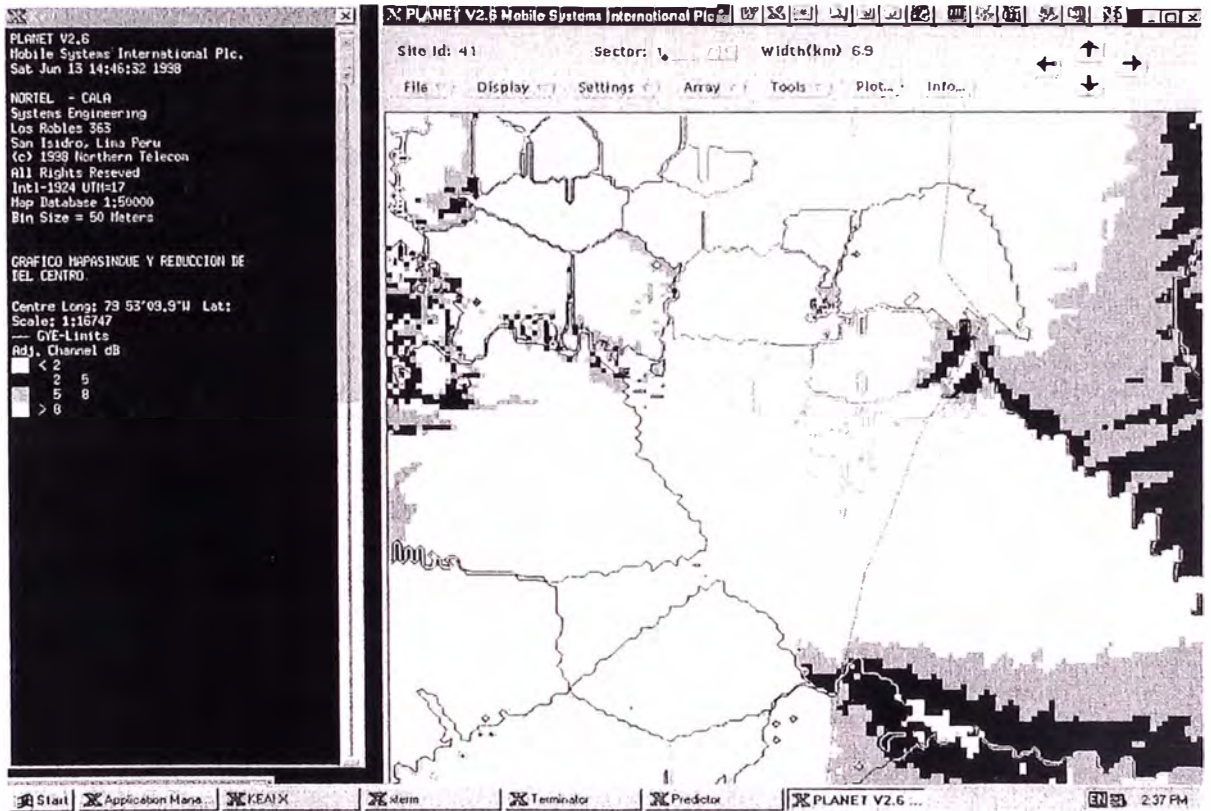 PLANET V2.6
Mobile Systems International Plc.
Sat Jun 13 14:46:32 1998
NORTEL - CALA
Systems Engineering
Los Robles 363
San Isidro, Lima Peru
(c) 1998 Northern Telecom
All Rights Reseved
Intl-1924 UTM=17
Map Database 1:50000
Bin Size = 50 Meters
GRAFICO MAPASINGUE Y REDUCCION DE
DEL CENTRO.
Centre Long: 79 53'09.9"W Lat:
Scale: 1:16747
— GYE-Limits
Adj. Channel dB
< 2
2 5
5 8
> 8
PLANET V2.6 Mobile Systems International Plc
Site Id: 41 Sector: 1 Width(km) 6.9
File Display Settings Array Tools Plot... Info...
Start Application Mana... xterm Terminator Predictor PLANET V2.6 ... 2:37 PM